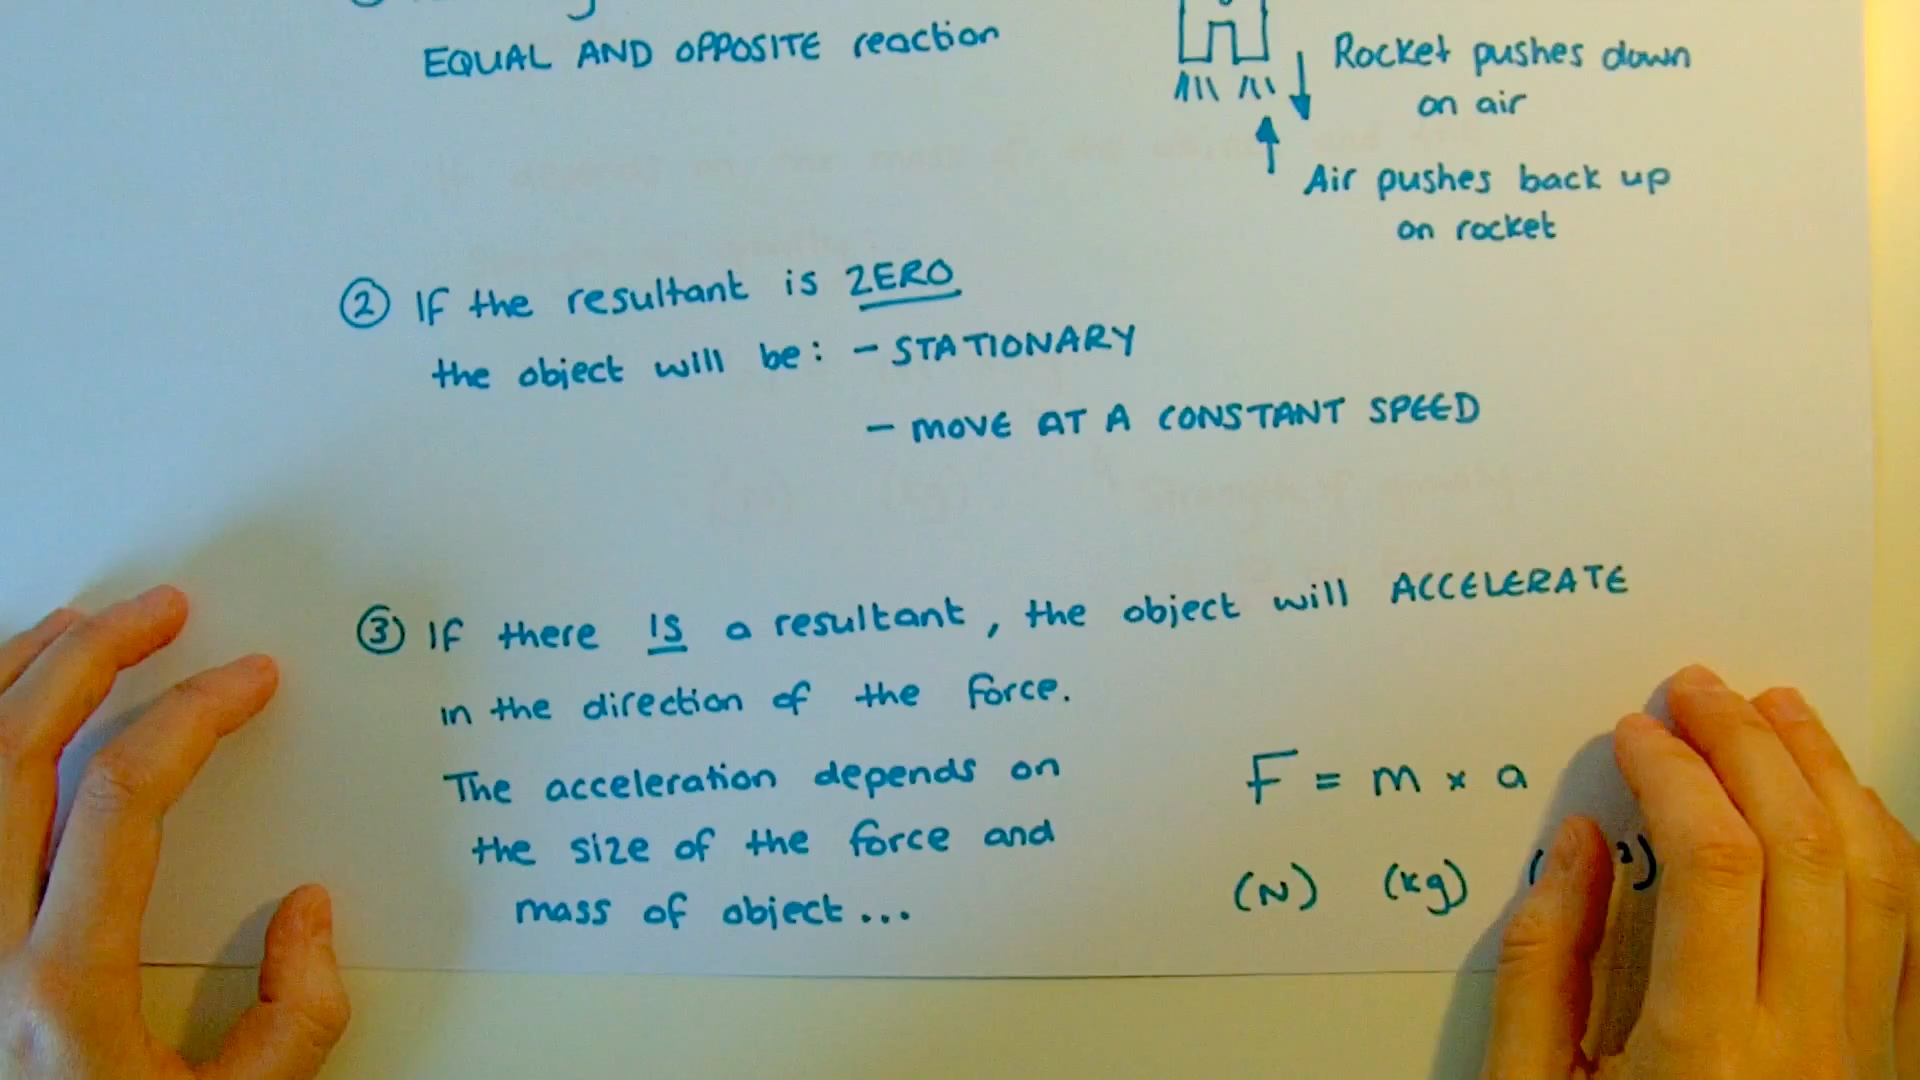 EQUAL AND OPPOSITE reaction
Rocket pushes down
on air
Air pushes back up
on rocket
② If the resultant is ZERO
the object will be: - STATIONARY
- MOVE AT A CONSTANT SPEED
③ If there IS a resultant, the object will ACCELERATE
in the direction of the force.
The acceleration depends on
the size of the force and
mass of object...
F = m × a
(N) (kg) ( ²)